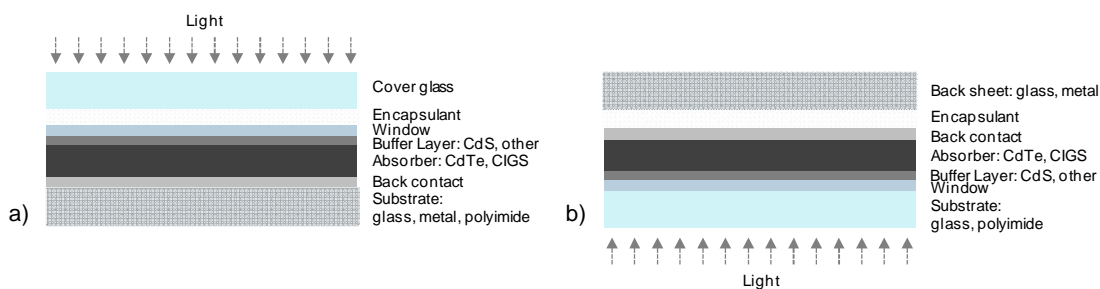 Light
Cover glass
Encapsulant
Window
Buffer Layer: CdS, other
Absorber: CdTe, CIGS
Back contact
Substrate:
glass, metal, polyimide
a)
Back sheet: glass, metal
Encapsulant
Back contact
Absorber: CdTe, CIGS
Buffer Layer: CdS, other
Window
Substrate:
glass, polyimide
b)
Light